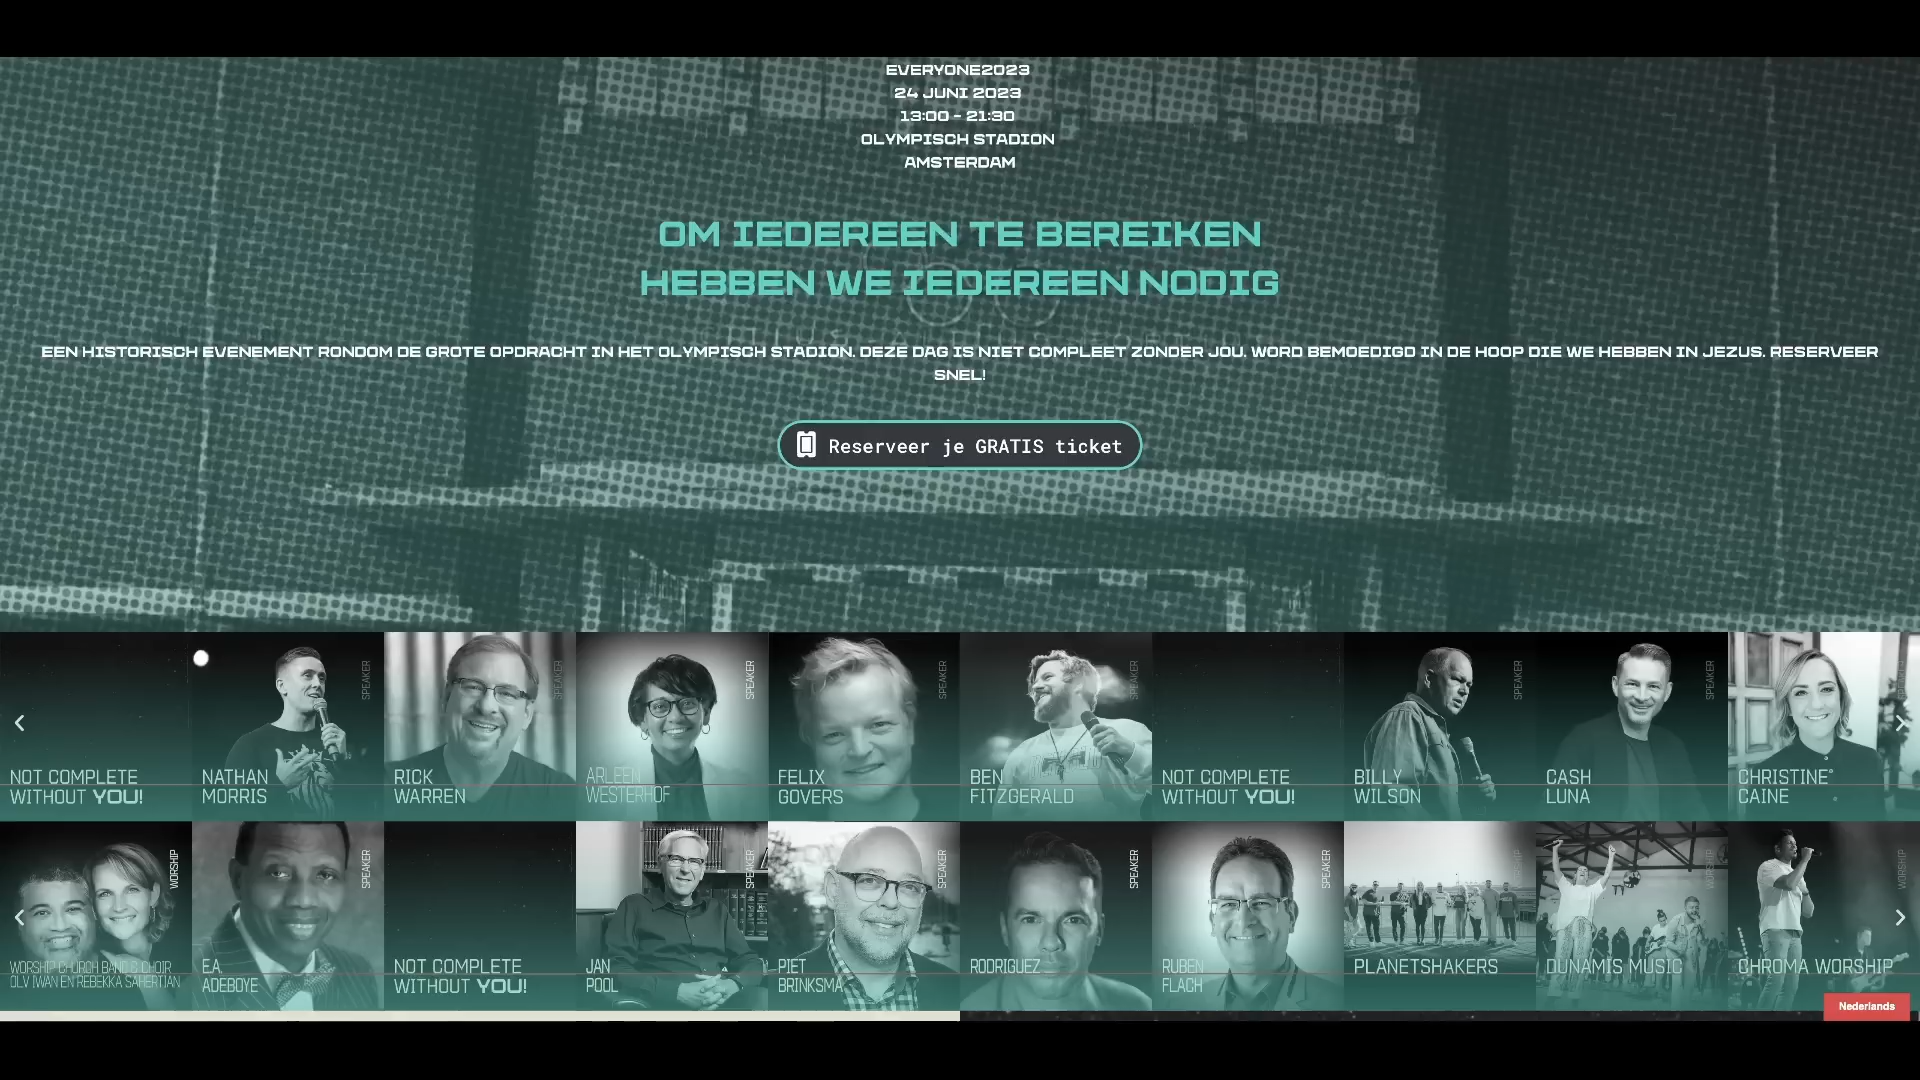 EVERYONE2023
24 JUNI 2023
13:00 - 21:30
OLYMPISCH STADION
AMSTERDAM
OM IEDEREEN TE BEREIKEN
HEBBEN WE IEDEREEN NODIG
EEN HISTORISCH EVENEMENT RONDOM DE GROTE OPDRACHT IN HET OLYMPISCH STADION. DEZE DAG IS NIET COMPLEET ZONDER JOU. WORD BEMOEDIGD IN DE HOOP DIE WE HEBBEN IN JEZUS. RESERVEER
SNEL!
Reserveer je GRATIS ticket
NOT COMPLETE
WITHOUT YOU!
SPEAKER
NATHAN
MORRIS
SPEAKER
RICK
WARREN
SPEAKER
ARLEEN
WESTERHOF
SPEAKER
FELIX
GOVERS
SPEAKER
BEN
FITZGERALD
NOT COMPLETE
WITHOUT YOU!
SPEAKER
BILLY
WILSON
SPEAKER
CASH
LUNA
SPEAKER
CHRISTINE
CAINE
WORSHIP
WORSHIP CHURCH BAND & CHOIR
OLV IWAN EN REBEKKA SAHERTIAN
SPEAKER
E.A.
ADEBOYE
NOT COMPLETE
WITHOUT YOU!
SPEAKER
JAN
POOL
SPEAKER
PIET
BRINKSMA
SPEAKER
RODRIGUEZ
SPEAKER
RUBEN
FLACH
PLANETSHAKERS
WORSHIP
DUNAMIS MUSIC
WORSHIP
CHROMA WORSHIP
Nederlands